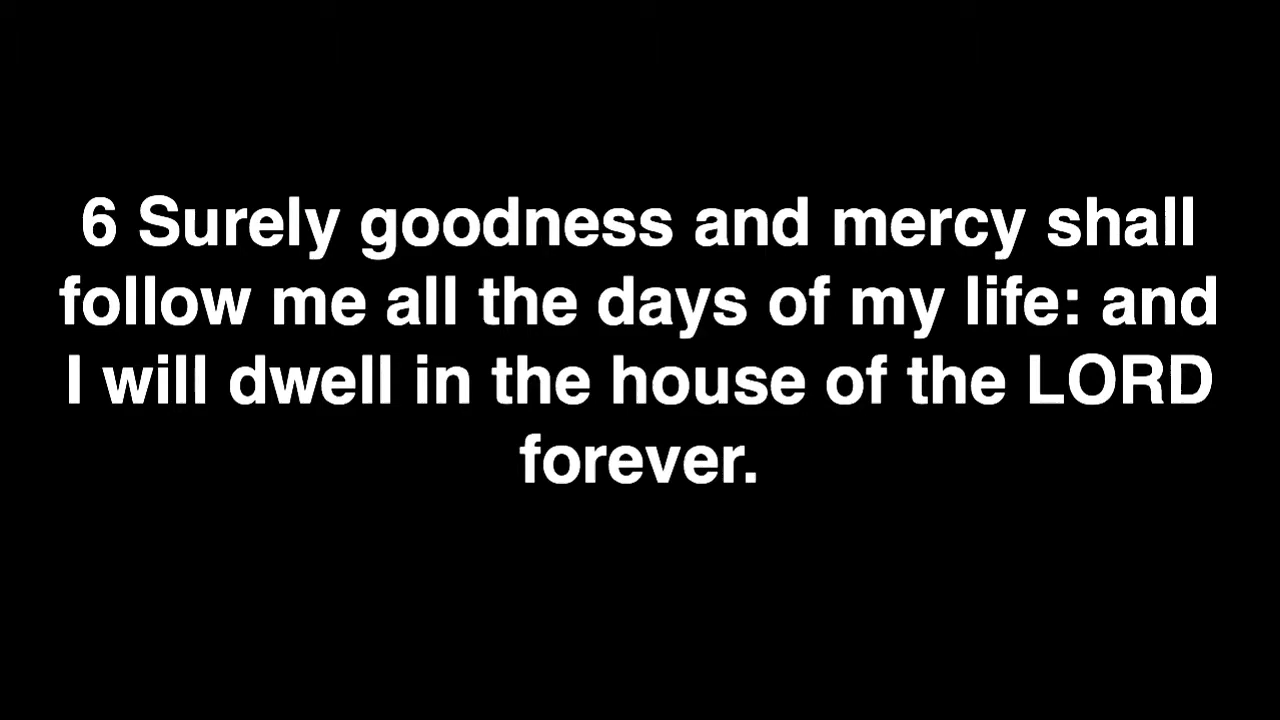 6 Surely goodness and mercy shall
follow me all the days of my life: and
I will dwell in the house of the LORD
forever.